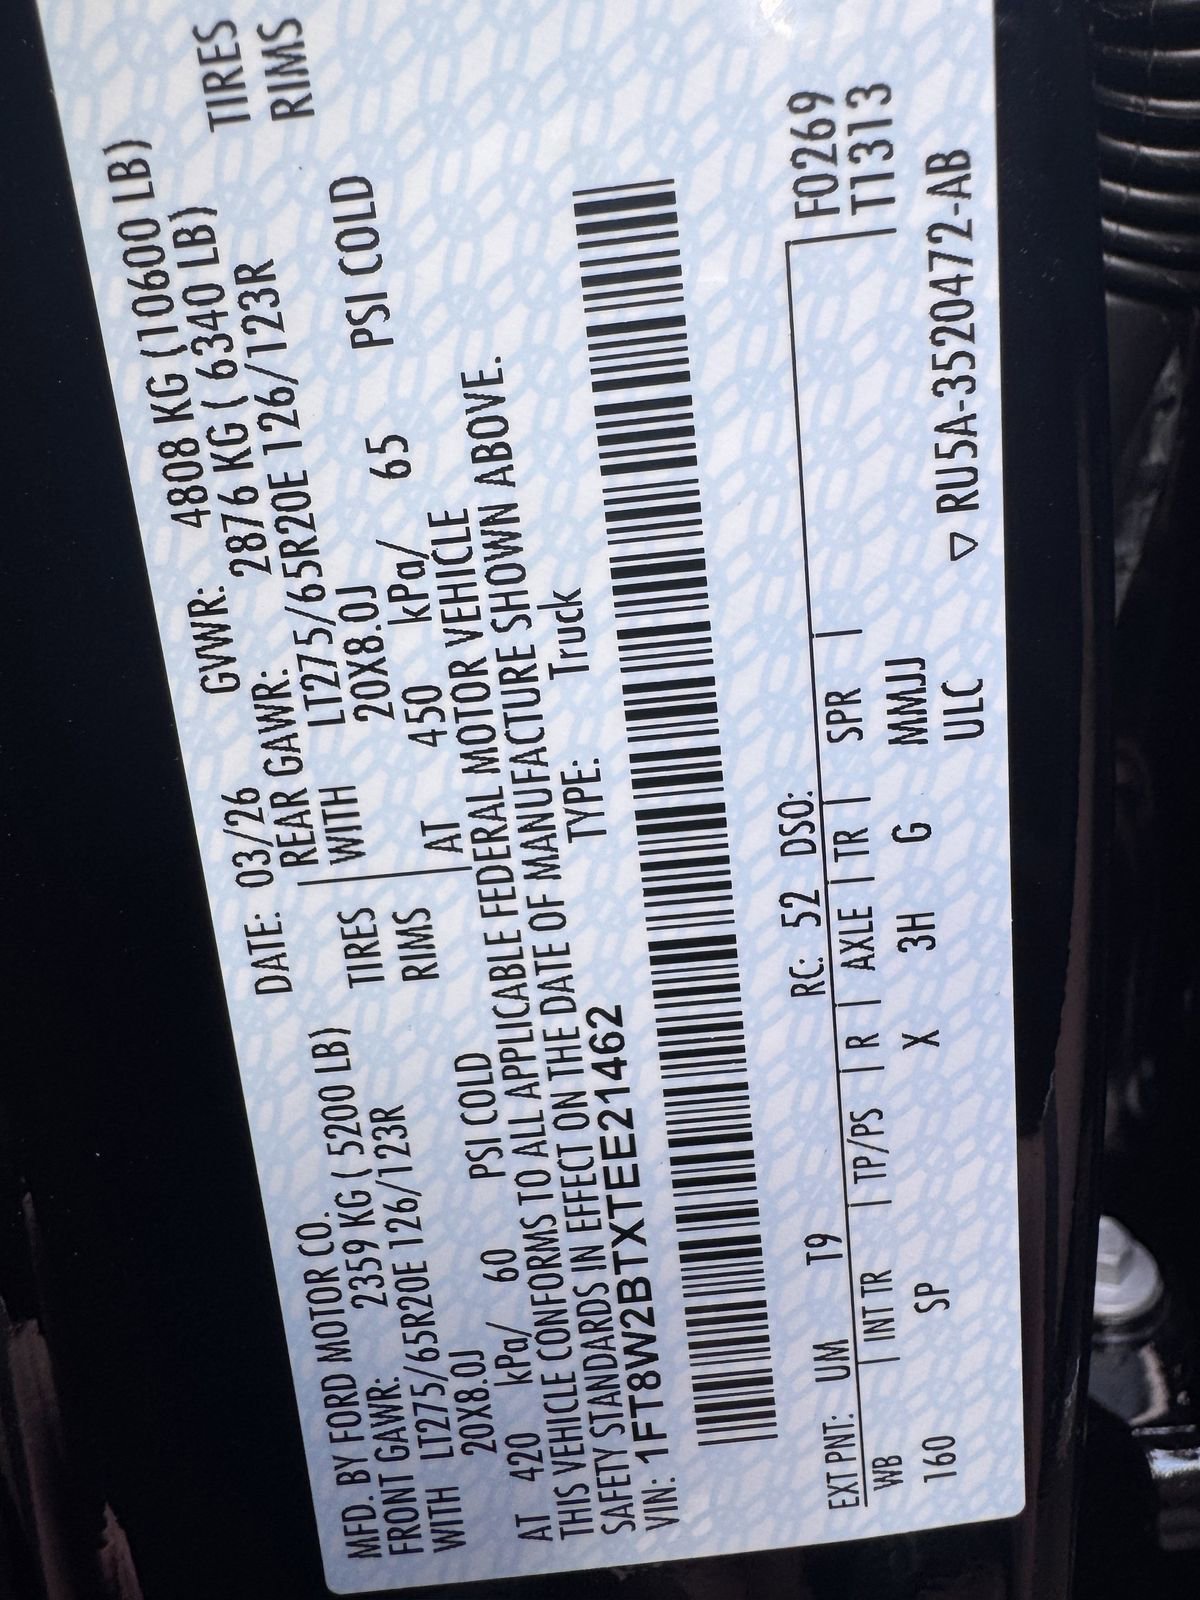 MFD. BY FORD MOTOR CO.
DATE: 03/26 GVWR: 4808 KG (10600 LB)
FRONT GAWR: 2359 KG ( 5200 LB) REAR GAWR: 2876 KG ( 6340 LB)
WITH LT275/65R20E 126/123R TIRES WITH LT275/65R20E 126/123R TIRES
20X8.0J RIMS 20X8.0J RIMS
AT 420 kPa/ 60 PSI COLD AT 450 kPa/ 65 PSI COLD
THIS VEHICLE CONFORMS TO ALL APPLICABLE FEDERAL MOTOR VEHICLE
SAFETY STANDARDS IN EFFECT ON THE DATE OF MANUFACTURE SHOWN ABOVE.
VIN: 1FT8W2BTXTEE21462 TYPE: Truck
EXT PNT: UM T9 RC: 52 DSO: F0269
WB | INT TR | TP/PS | R | AXLE | TR | SPR | T1313
160 SP X 3H G MMJJ
ULC ▽ RU5A-3520472-AB